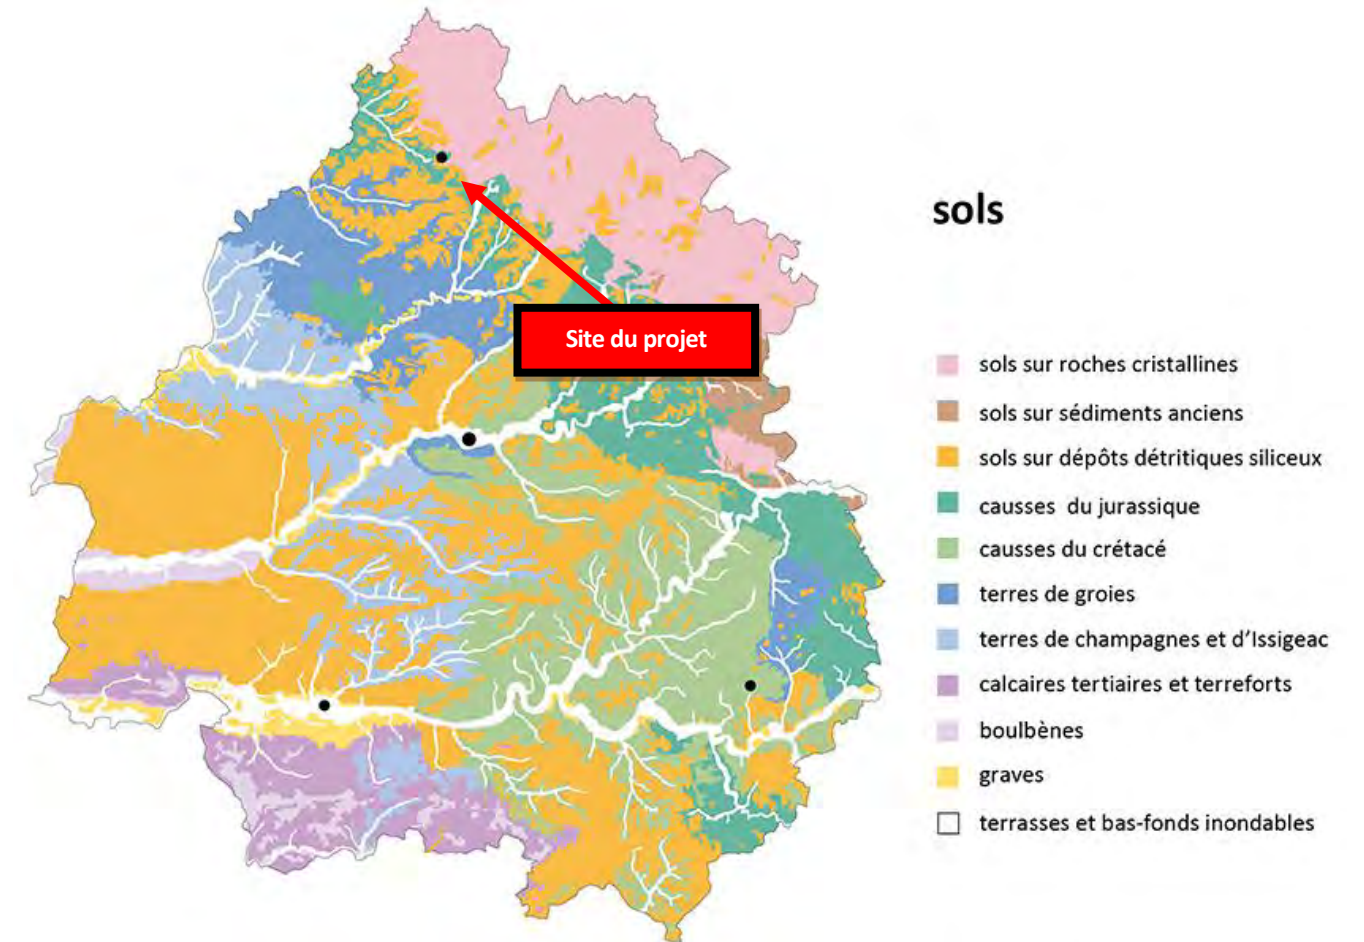 sols
Site du projet
sols sur roches cristallines
sols sur sédiments anciens
sols sur dépôts détritiques siliceux
causses du jurassique
causses du crétacé
terres de groies
terres de champagnes et d'Issigeac
calcaires tertiaires et terreforts
boulbènes
graves
terrasses et bas-fonds inondables